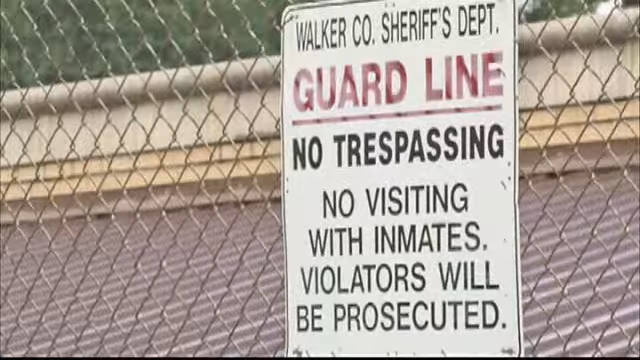 WALKER CO. SHERIFF'S DEPT.
GUARD LINE
NO TRESPASSING
NO VISITING
WITH INMATES.
VIOLATORS WILL
BE PROSECUTED.